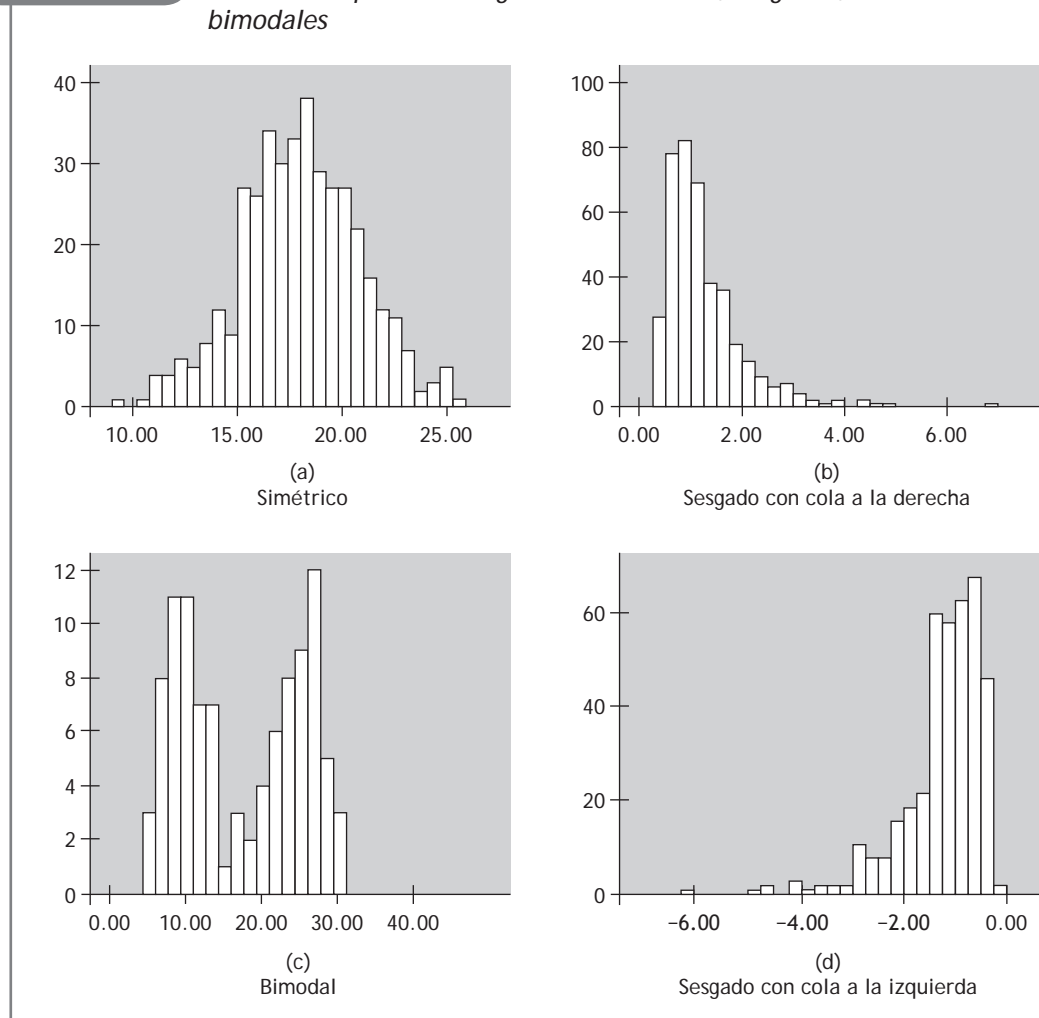 bimodales
40
30
20
10
0
10.00 15.00 20.00 25.00
(a)
Simétrico
100
80
60
40
20
0
0.00 2.00 4.00 6.00
(b)
Sesgado con cola a la derecha
12
10
8
6
4
2
0
0.00 10.00 20.00 30.00 40.00
(c)
Bimodal
60
40
20
0
−6.00 −4.00 −2.00 0.00
(d)
Sesgado con cola a la izquierda